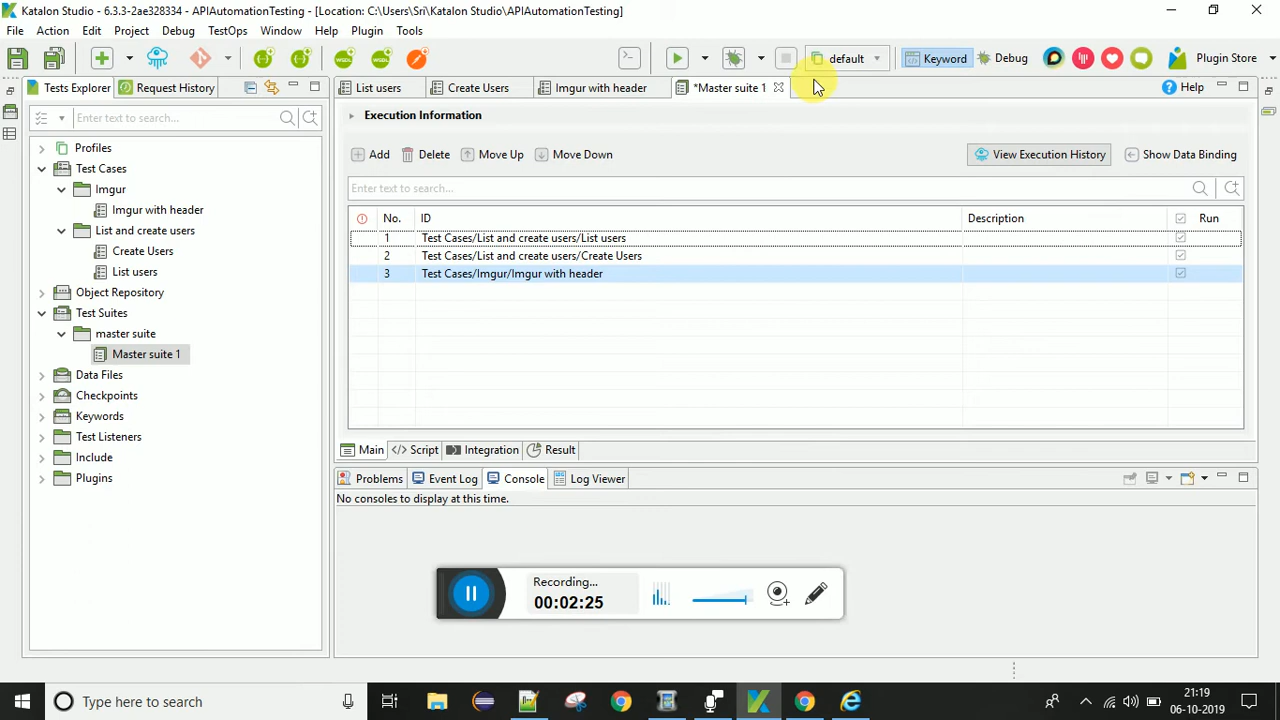 Katalon Studio - 6.3.3-2ae328334 - APIAutomationTesting - [Location: C:\Users\Sri\Katalon Studio\APIAutomationTesting]
File Action Edit Project Debug TestOps Window Help Plugin Tools
default Keyword Debug Plugin Store
Tests Explorer Request History
Enter text to search...
Profiles
Test Cases
Imgur
Imgur with header
List and create users
Create Users
List users
Object Repository
Test Suites
master suite
Master suite 1
Data Files
Checkpoints
Keywords
Test Listeners
Include
Plugins
List users Create Users Imgur with header *Master suite 1 Help
Execution Information
Add Delete Move Up Move Down View Execution History Show Data Binding
Enter text to search...
No. ID Description Run
1 Test Cases/List and create users/List users
2 Test Cases/List and create users/Create Users
3 Test Cases/Imgur/Imgur with header
Main </> Script Integration Result
Problems Event Log Console Log Viewer
No consoles to display at this time.
Recording...
00:02:25
Type here to search
21:19
06-10-2019